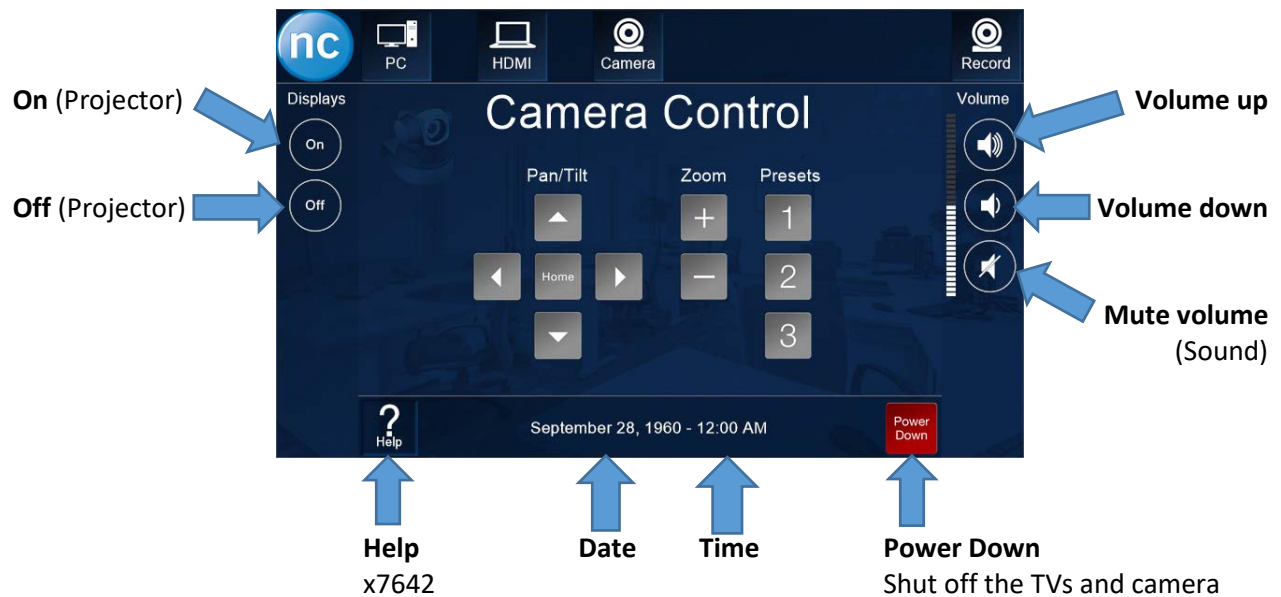 nc
PC
HDMI
Camera
Record
On (Projector)
Off (Projector)
Displays
On
Off
Camera Control
Pan/Tilt
Home
Zoom
+
−
Presets
1
2
3
Volume
Volume up
Volume down
Mute volume
(Sound)
?
Help
September 28, 1960 - 12:00 AM
Power
Down
Help
x7642
Date
Time
Power Down
Shut off the TVs and camera